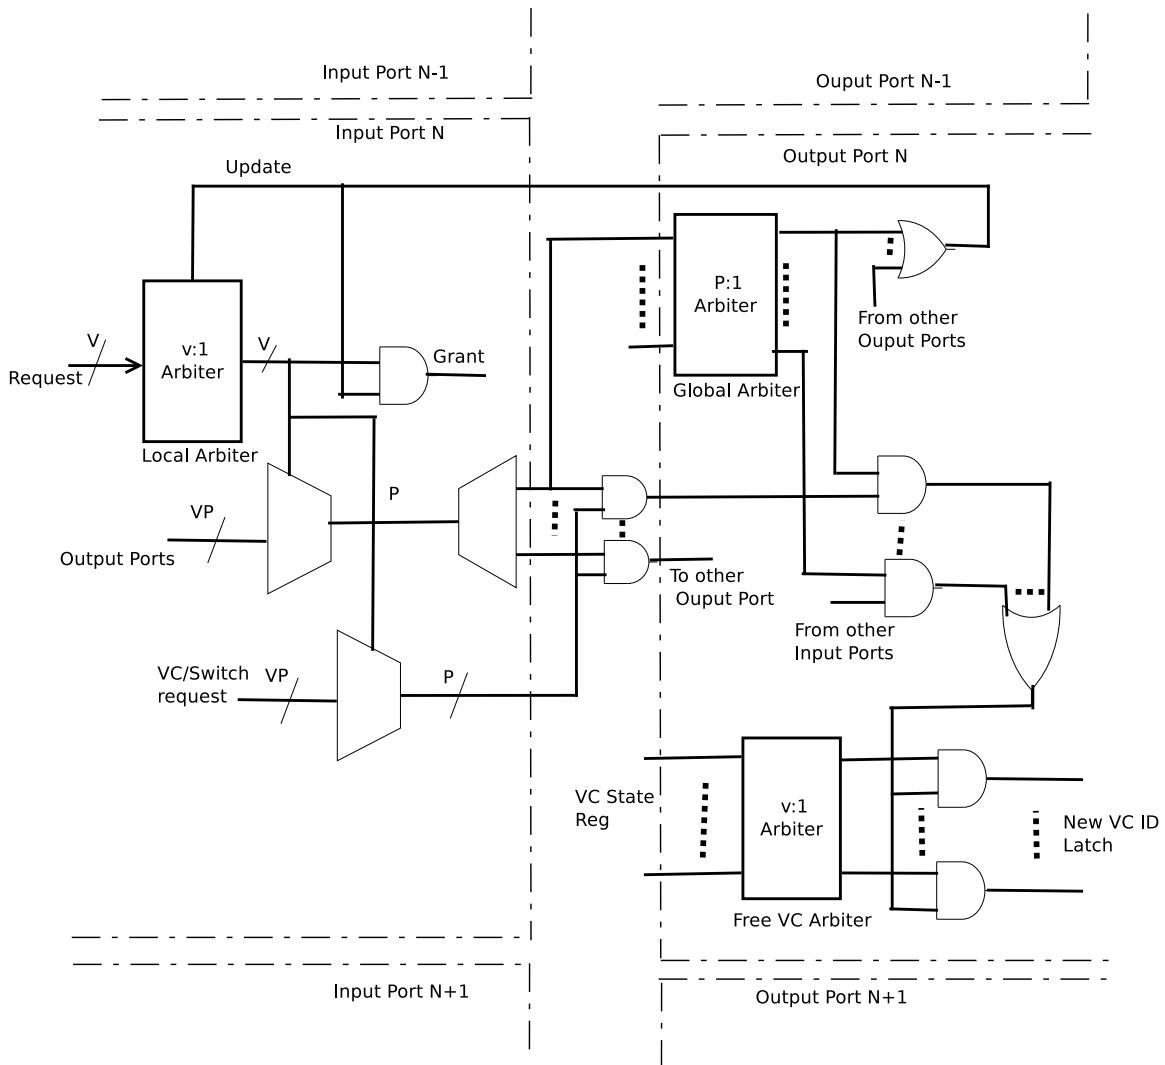 Input Port N-1
Ouput Port N-1
Input Port N
Output Port N
Update
P:1
Arbiter
From other
Ouput Ports
V
V
Grant
v:1
Arbiter
Request
Global Arbiter
Local Arbiter
P
VP
Output Ports
To other
Ouput Port
From other
Input Ports
VC/Switch
request
VP
P
VC State
Reg
v:1
Arbiter
New VC ID
Latch
Free VC Arbiter
Input Port N+1
Output Port N+1